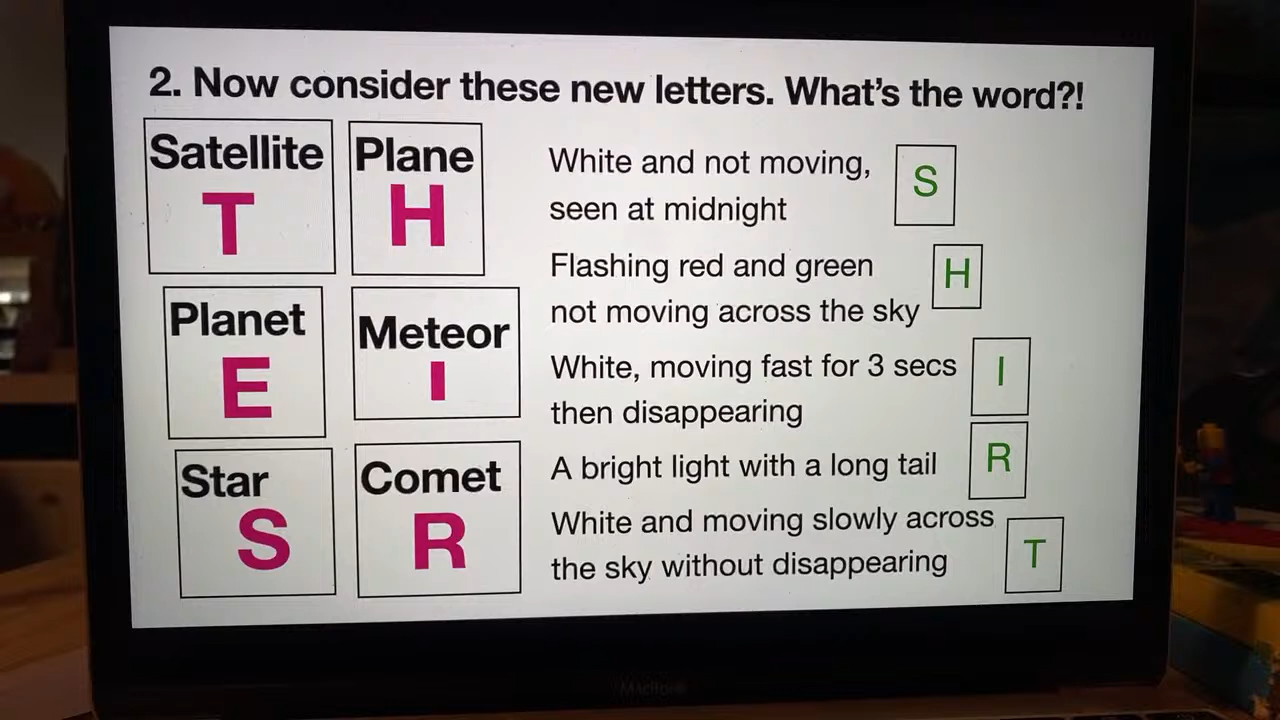 2. Now consider these new letters. What's the word?!
Satellite
T
Plane
H
Planet
E
Meteor
I
Star
S
Comet
R
White and not moving,
seen at midnight
S
Flashing red and green
not moving across the sky
H
White, moving fast for 3 secs
then disappearing
I
A bright light with a long tail
R
White and moving slowly across
the sky without disappearing
T